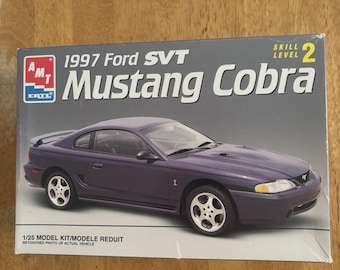 AMT
ERTL
1997 Ford SVT
Mustang Cobra
SKILL
LEVEL 2
1/25 MODEL KIT/MODELE REDUIT
RETOUCHED PHOTO OF ACTUAL VEHICLE